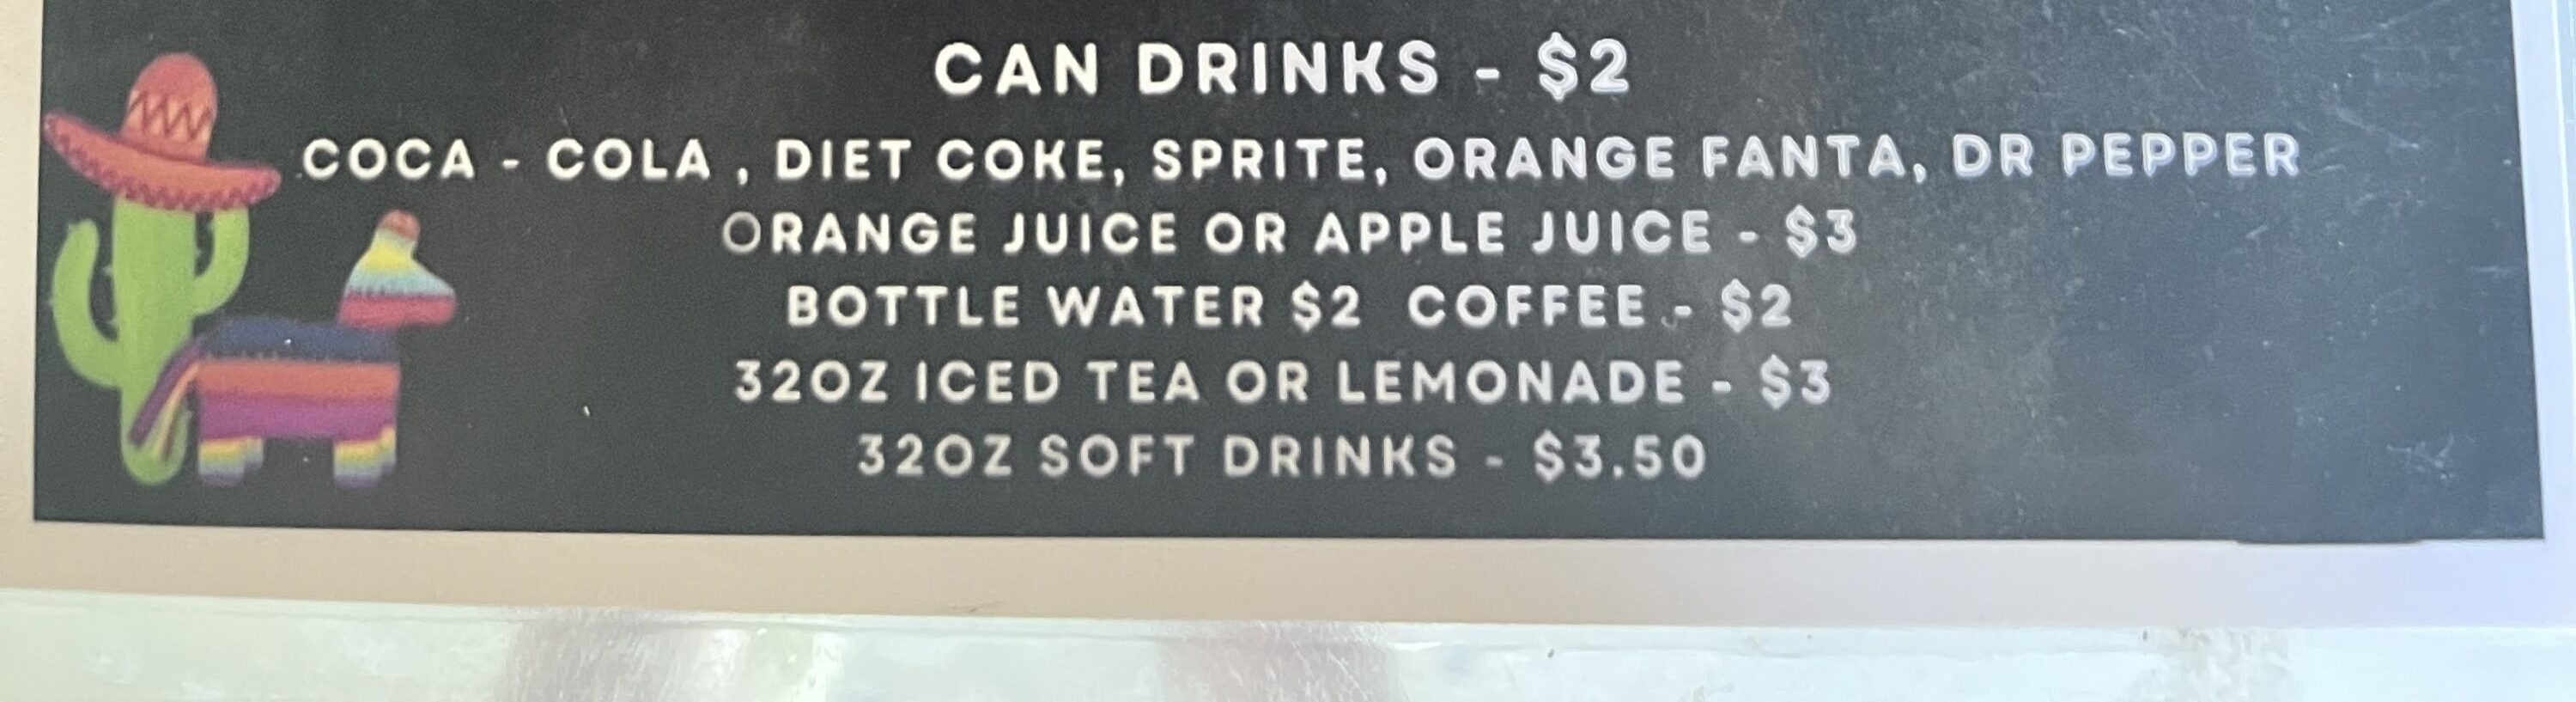 CAN DRINKS - $2
COCA - COLA , DIET COKE, SPRITE, ORANGE FANTA, DR PEPPER
ORANGE JUICE OR APPLE JUICE - $3
BOTTLE WATER $2  COFFEE - $2
32OZ ICED TEA OR LEMONADE - $3
32OZ SOFT DRINKS - $3.50